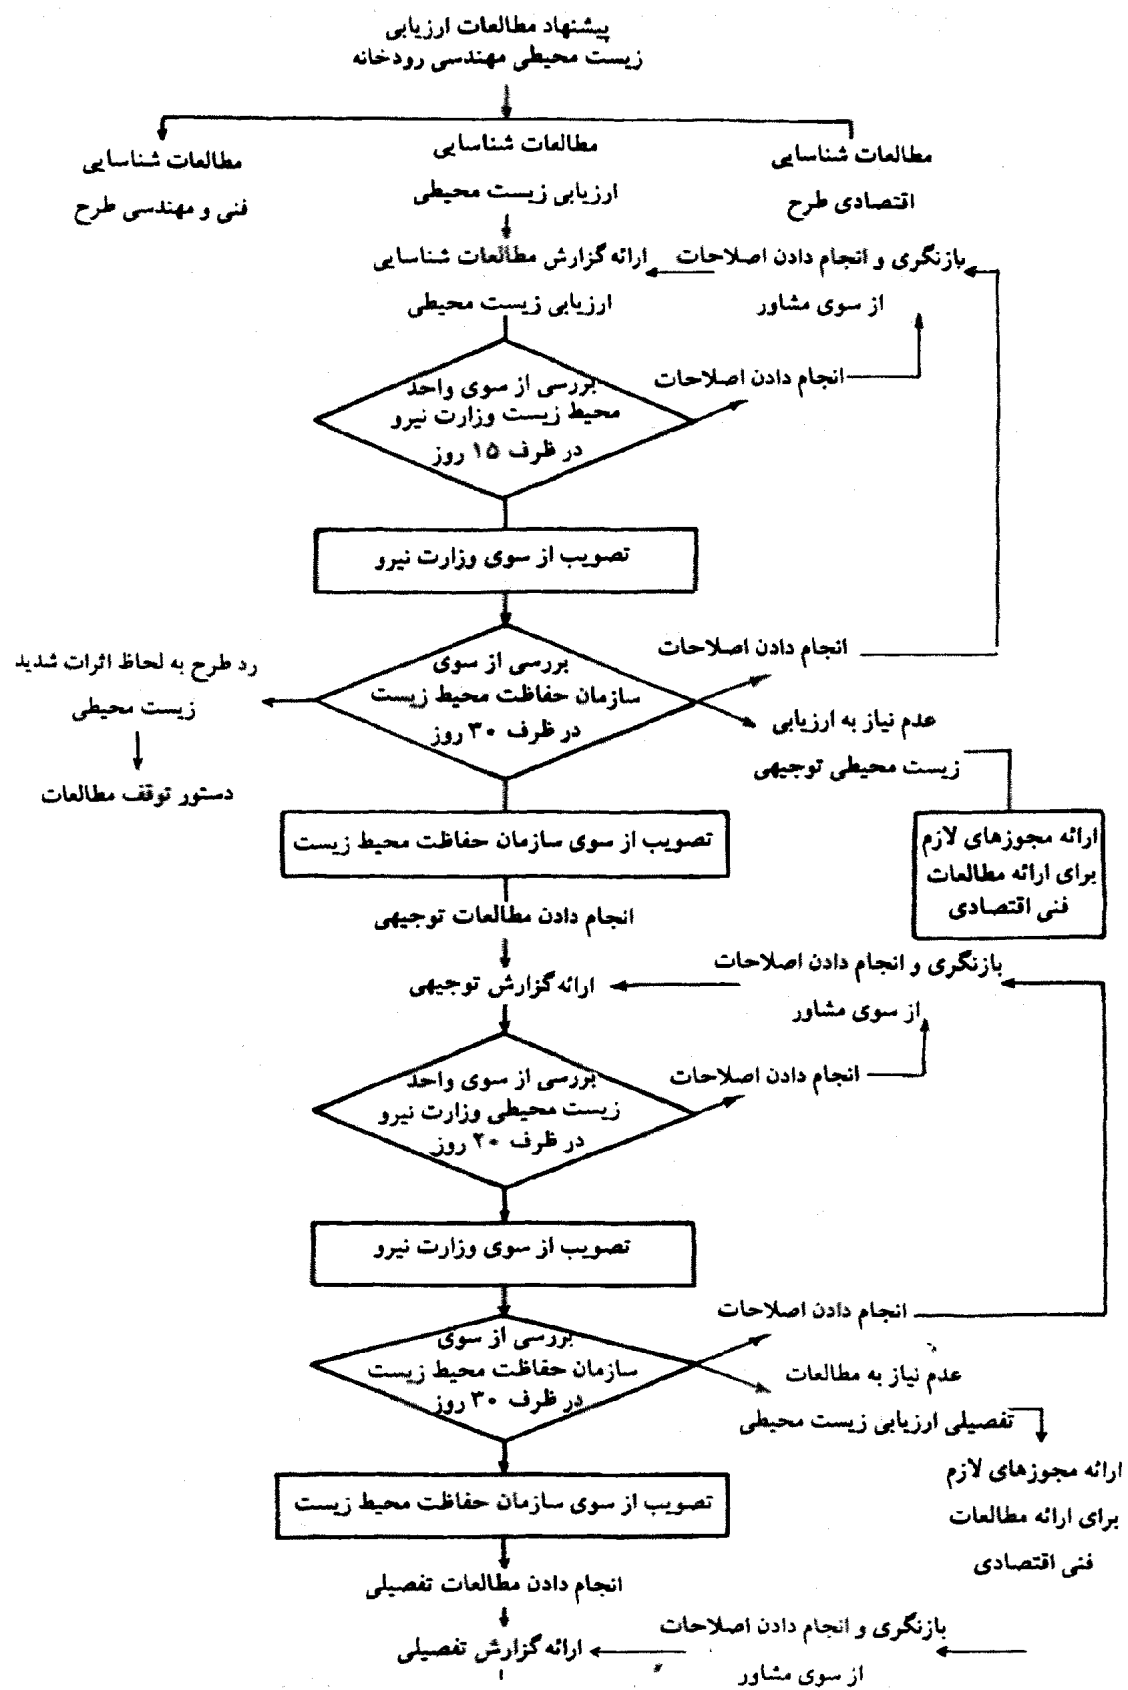 پیشنهاد مطالعات ارزیابی
زیست محیطی مهندسی رودخانه
مطالعات شناسایی
اقتصادی طرح
مطالعات شناسایی
ارزیابی زیست محیطی
مطالعات شناسایی
فنی و مهندسی طرح
بازنگری و انجام دادن اصلاحات
از سوی مشاور
ارائه گزارش مطالعات شناسایی
ارزیابی زیست محیطی
انجام دادن اصلاحات
بررسی از سوی واحد
محیط زیست وزارت نیرو
در ظرف ۱۵ روز
تصویب از سوی وزارت نیرو
انجام دادن اصلاحات
بررسی از سوی
سازمان حفاظت محیط زیست
در ظرف ۳۰ روز
رد طرح به لحاظ اثرات شدید
زیست محیطی
دستور توقف مطالعات
عدم نیاز به ارزیابی
زیست محیطی توجیهی
ارائه مجوزهای لازم
برای ارائه مطالعات
فنی اقتصادی
تصویب از سوی سازمان حفاظت محیط زیست
انجام دادن مطالعات توجیهی
بازنگری و انجام دادن اصلاحات
از سوی مشاور
ارائه گزارش توجیهی
انجام دادن اصلاحات
بررسی از سوی واحد
زیست محیطی وزارت نیرو
در ظرف ۲۰ روز
تصویب از سوی وزارت نیرو
انجام دادن اصلاحات
بررسی از سوی
سازمان حفاظت محیط زیست
در ظرف ۳۰ روز
عدم نیاز به مطالعات
تفصیلی ارزیابی زیست محیطی
ارائه مجوزهای لازم
برای ارائه مطالعات
فنی اقتصادی
تصویب از سوی سازمان حفاظت محیط زیست
انجام دادن مطالعات تفصیلی
بازنگری و انجام دادن اصلاحات
از سوی مشاور
ارائه گزارش تفصیلی